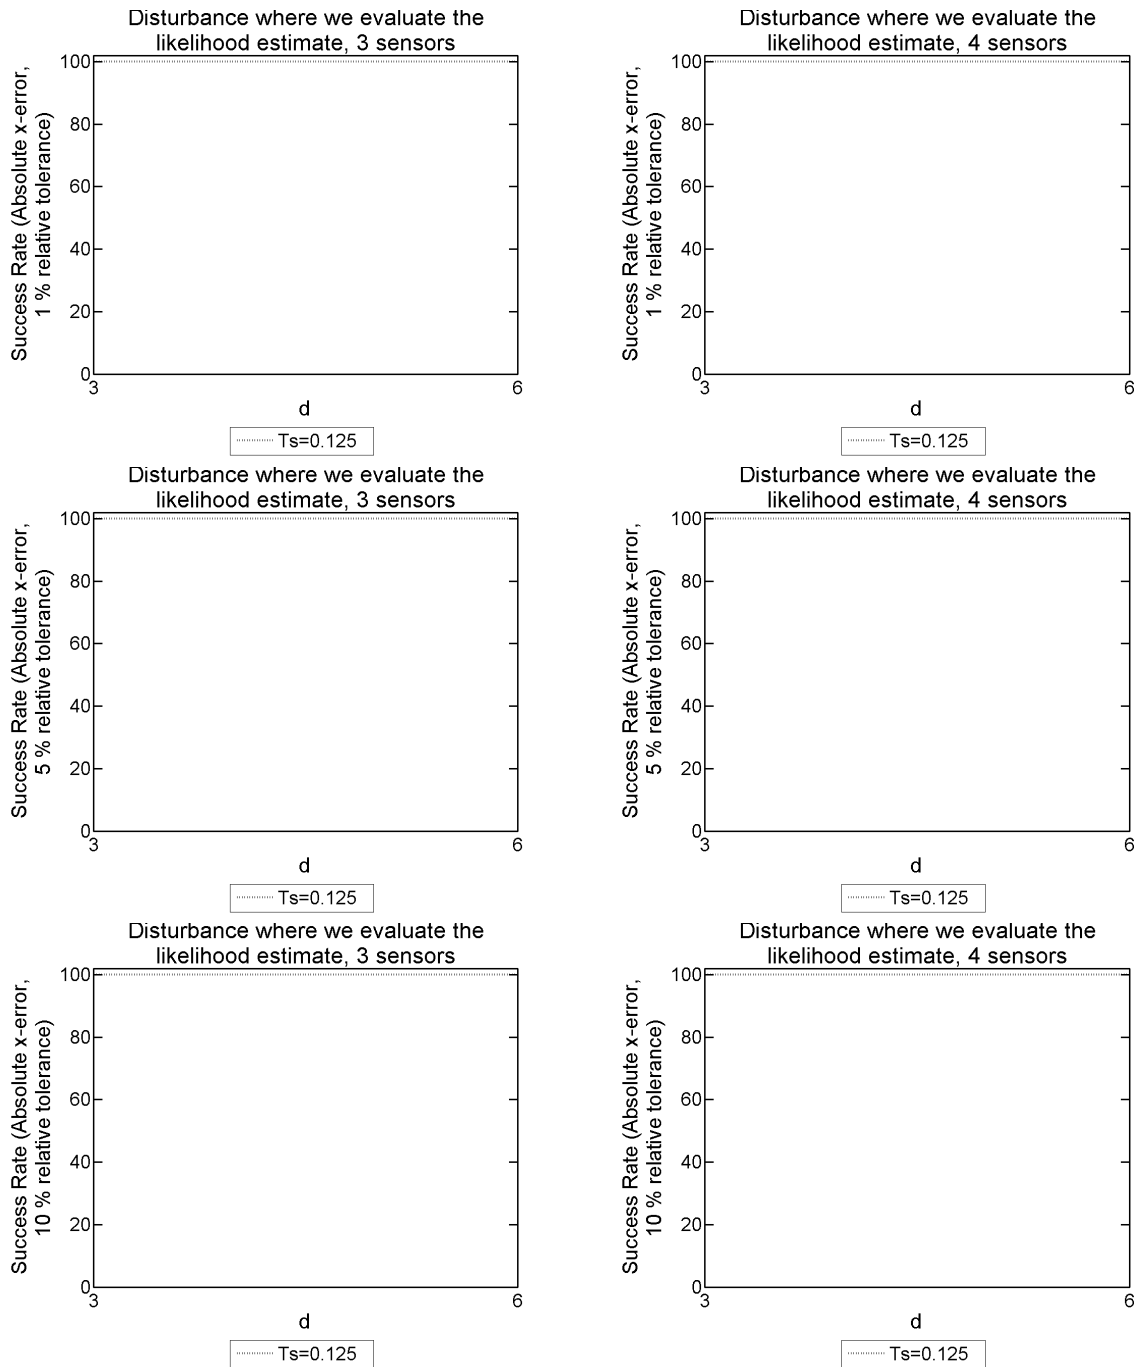 Disturbance where we evaluate the
likelihood estimate, 3 sensors
Success Rate (Absolute x-error,
1 % relative tolerance)
100
80
60
40
20
0
3
6
d
Ts=0.125
Disturbance where we evaluate the
likelihood estimate, 4 sensors
Success Rate (Absolute x-error,
1 % relative tolerance)
100
80
60
40
20
0
3
6
d
Ts=0.125
Disturbance where we evaluate the
likelihood estimate, 3 sensors
Success Rate (Absolute x-error,
5 % relative tolerance)
100
80
60
40
20
0
3
6
d
Ts=0.125
Disturbance where we evaluate the
likelihood estimate, 4 sensors
Success Rate (Absolute x-error,
5 % relative tolerance)
100
80
60
40
20
0
3
6
d
Ts=0.125
Disturbance where we evaluate the
likelihood estimate, 3 sensors
Success Rate (Absolute x-error,
10 % relative tolerance)
100
80
60
40
20
0
3
6
d
Ts=0.125
Disturbance where we evaluate the
likelihood estimate, 4 sensors
Success Rate (Absolute x-error,
10 % relative tolerance)
100
80
60
40
20
0
3
6
d
Ts=0.125